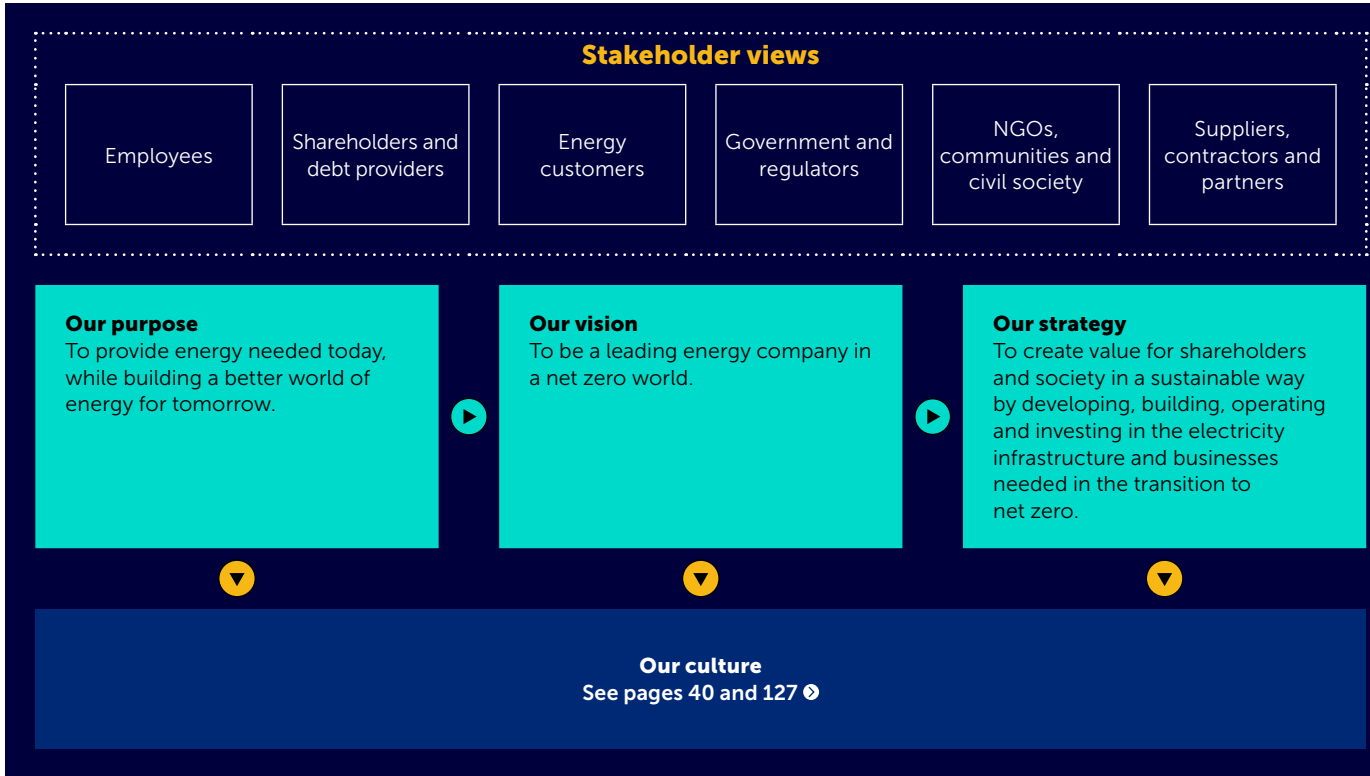 Stakeholder views
Employees
Shareholders and
debt providers
Energy
customers
Government and
regulators
NGOs,
communities and
civil society
Suppliers,
contractors and
partners
Our purpose
To provide energy needed today,
while building a better world of
energy for tomorrow.
Our vision
To be a leading energy company in
a net zero world.
Our strategy
To create value for shareholders
and society in a sustainable way
by developing, building, operating
and investing in the electricity
infrastructure and businesses
needed in the transition to
net zero.
Our culture
See pages 40 and 127